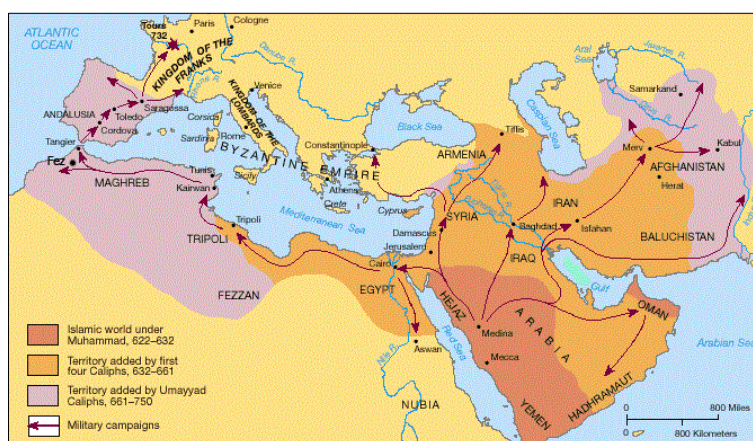 ATLANTIC
OCEAN
Tours
732
Paris
Cologne
KINGDOM OF THE
FRANKS
Danube R.
KINGDOM OF THE
LOMBARDS
Venice
Aral
Sea
Jaxartes R.
Samarkand
Oxus R.
Caspian Sea
Black Sea
Tiflis
Saragossa
ANDALUSIA
Toledo
Cordova
Corsica
Rome
Sardinia
Constantinople
BYZANTINE EMPIRE
ARMENIA
Merv
Kabul
AFGHANISTAN
Herat
Tangier
Fez
MAGHREB
Tunis
Kairwan
Sicily
Athens
Crete
Cyprus
Mediterranean Sea
Tigris R.
Euphrates R.
SYRIA
Damascus
Jerusalem
Baghdad
IRAQ
IRAN
Isfahan
BALUCHISTAN
Tripoli
TRIPOLI
FEZZAN
Cairo
EGYPT
Aswan
Nile R.
NUBIA
Gulf
HEJAZ
ARABIA
Medina
Mecca
Red Sea
YEMEN
HADHRAMAUT
OMAN
Arabian Sea
Islamic world under
Muhammad, 622–632
Territory added by first
four Caliphs, 632–661
Territory added by Umayyad
Caliphs, 661–750
Military campaigns
0 800 Miles
0 800 Kilometers